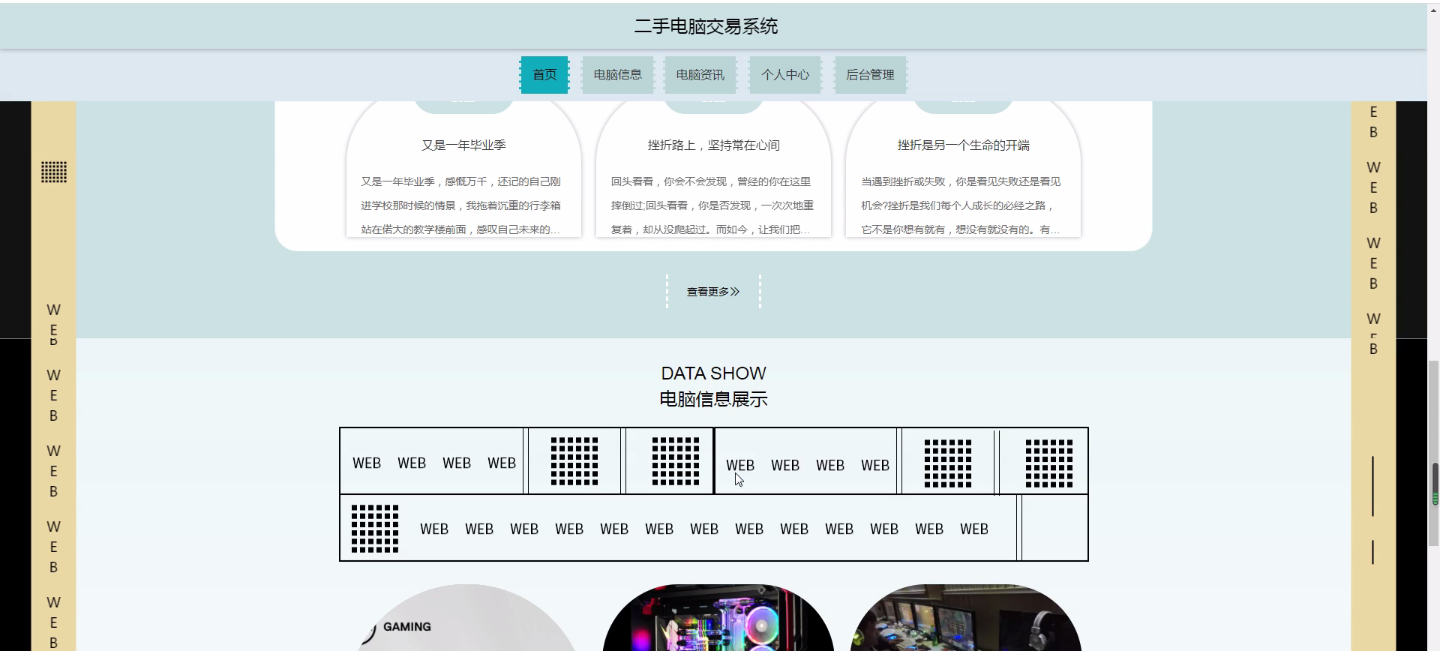 二手电脑交易系统
首页 电脑信息 电脑资讯 个人中心 后台管理
又是一年毕业季
又是一年毕业季，感慨万千，还记的自己刚
进学校那时候的情景，我拖着沉重的行李箱
站在偌大的教学楼前面，感叹自己未来的...
挫折路上，坚持常在心间
回头看看，你会不会发现，曾经的你在这里
摔倒过;回头看看，你是否发现，一次次地重
复着，却从没爬起过。而如今，让我们把...
挫折是另一个生命的开端
当遇到挫折或失败，你是看见失败还是看见
机会?挫折是我们每个人成长的必经之路，
它不是你想有就有，想没有就没有的。有...
查看更多
DATA SHOW
电脑信息展示
WEB WEB WEB WEB
WEB WEB WEB WEB
WEB WEB WEB WEB WEB WEB WEB WEB WEB WEB WEB WEB WEB
GAMING
WEB
WEB
WEB
WEB
WEB
EB
WEB
WEB
WEB